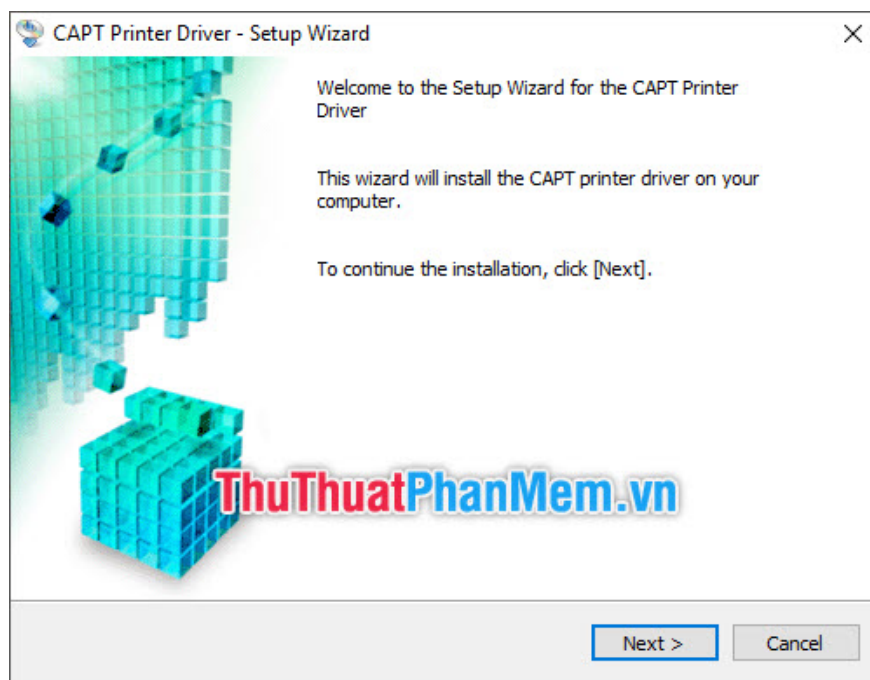 CAPT Printer Driver - Setup Wizard
Welcome to the Setup Wizard for the CAPT Printer
Driver
This wizard will install the CAPT printer driver on your
computer.
To continue the installation, click [Next].
ThuThuatPhanMem.vn
Next >
Cancel